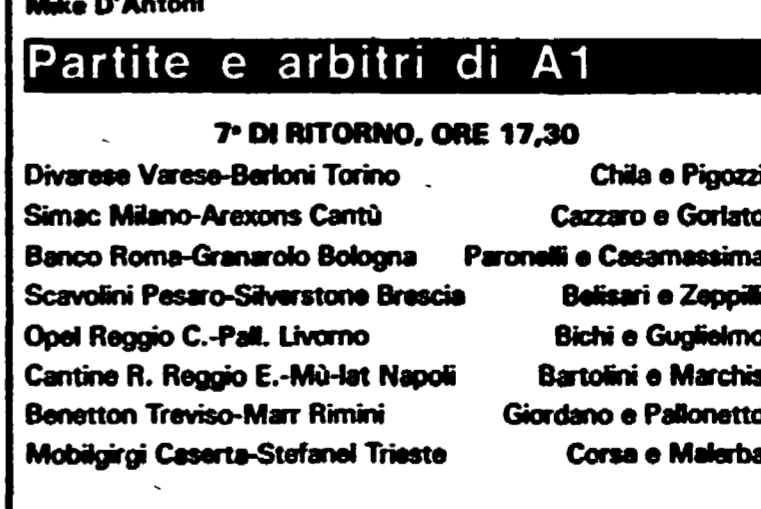 Mike D'Antoni
Partite e arbitri di A1
7ª DI RITORNO, ORE 17,30
Divarese Varese-Berloni Torino Chila e Pigozzi
Simac Milano-Arexons Cantù Cazzaro e Gorlato
Banco Roma-Granarolo Bologna Paronelli e Casamassima
Scavolini Pesaro-Silverstone Brescia Belisari e Zeppilli
Opel Reggio C.-Pall. Livorno Bichi e Guglielmo
Cantine R. Reggio E.-Mù-lat Napoli Bartolini e Marchis
Benetton Treviso-Marr Rimini Giordano e Pallonetto
Mobilgirgi Caserta-Stefanel Trieste Corsa e Malerba